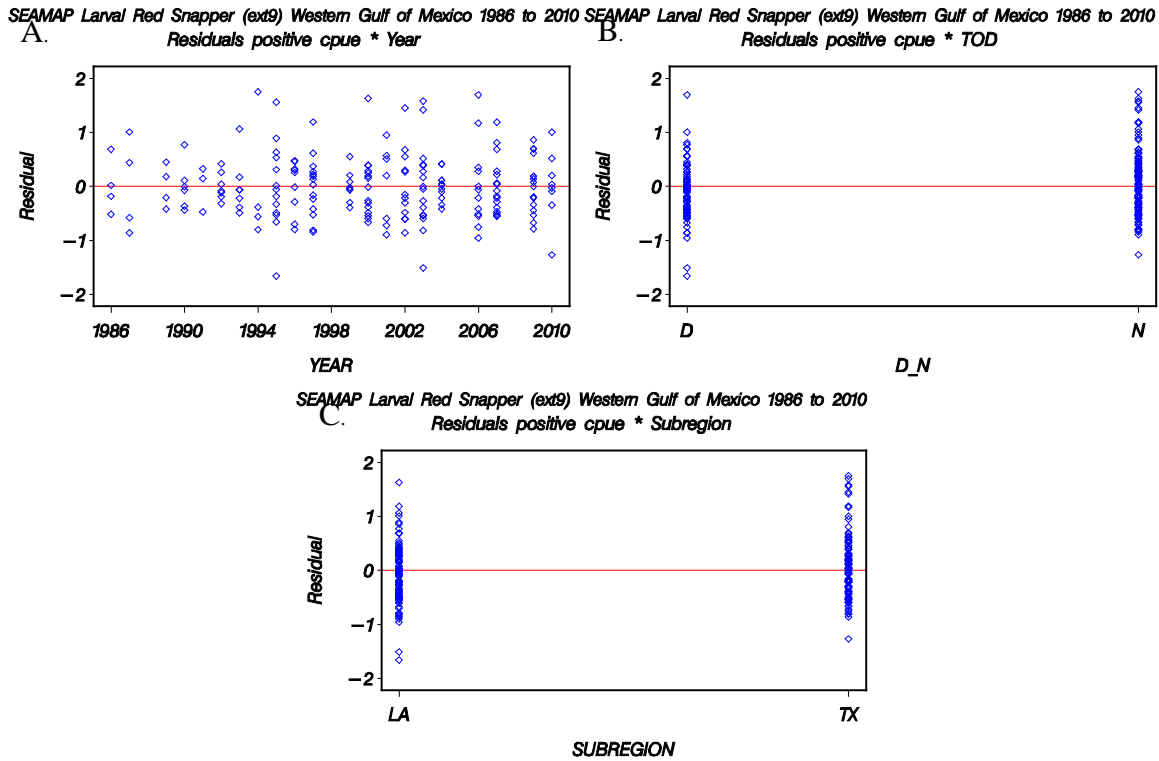 SEAMAP Larval Red Snapper (ext9) Western Gulf of Mexico 1986 to 2010
A.
Residuals positive cpue * Year
2
1
0
−1
−2
Residual
1986 1990 1994 1998 2002 2006 2010
YEAR
SEAMAP Larval Red Snapper (ext9) Western Gulf of Mexico 1986 to 2010
B.
Residuals positive cpue * TOD
2
1
0
−1
−2
Residual
D N
D_N
SEAMAP Larval Red Snapper (ext9) Western Gulf of Mexico 1986 to 2010
C.
Residuals positive cpue * Subregion
2
1
0
−1
−2
Residual
LA TX
SUBREGION